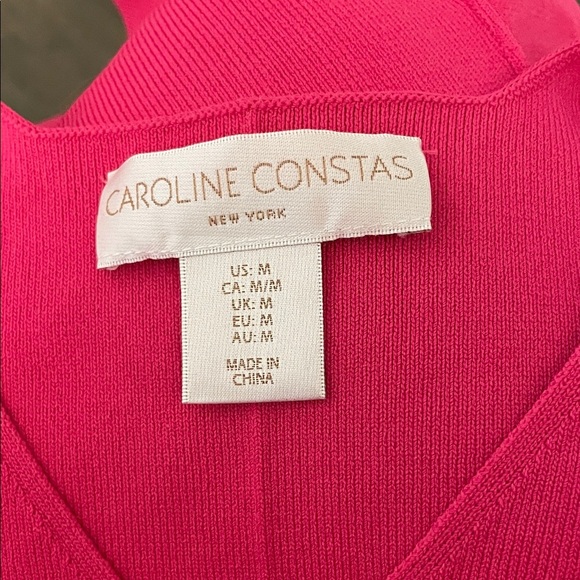 CAROLINE CONSTAS
NEW YORK
US: M
CA: M/M
UK: M
EU: M
AU: M
MADE IN
CHINA